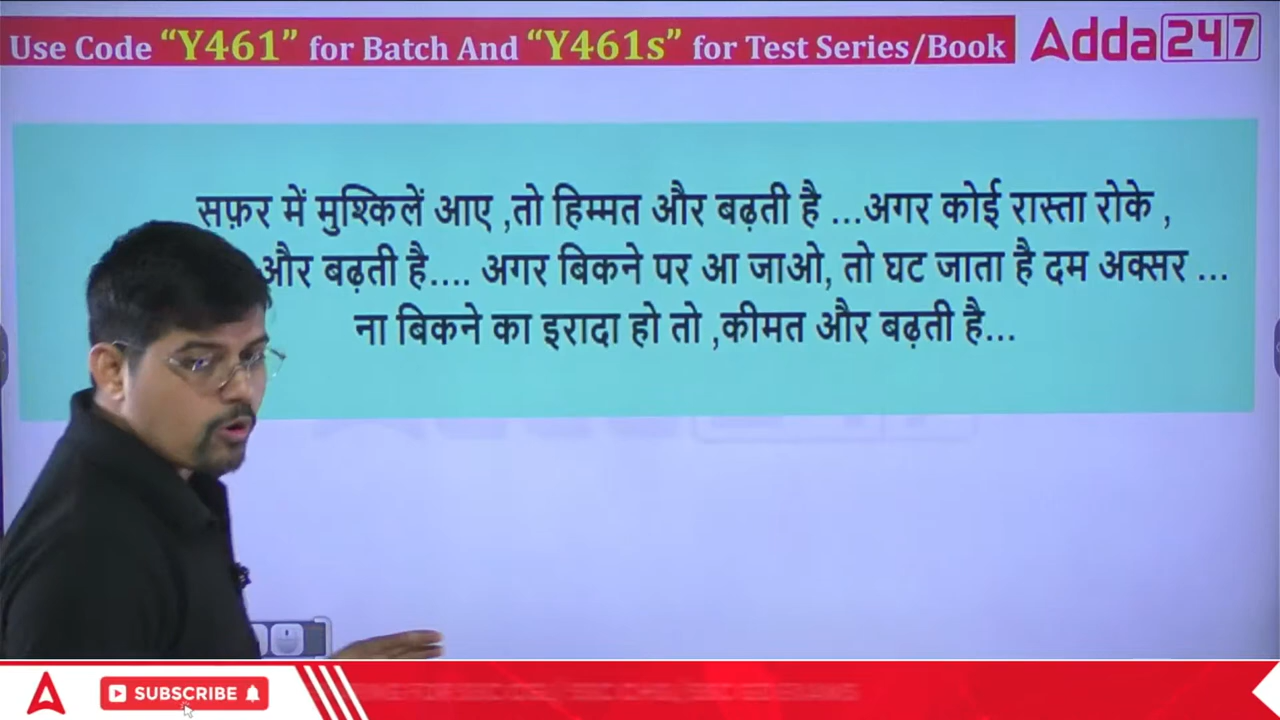 Use Code “Y461” for Batch And “Y461s” for Test Series/Book
Adda247
सफ़र में मुश्किलें आए ,तो हिम्मत और बढ़ती है ...अगर कोई रास्ता रोके ,
और बढ़ती है.... अगर बिकने पर आ जाओ, तो घट जाता है दम अक्सर ...
ना बिकने का इरादा हो तो ,कीमत और बढ़ती है...
SUBSCRIBE